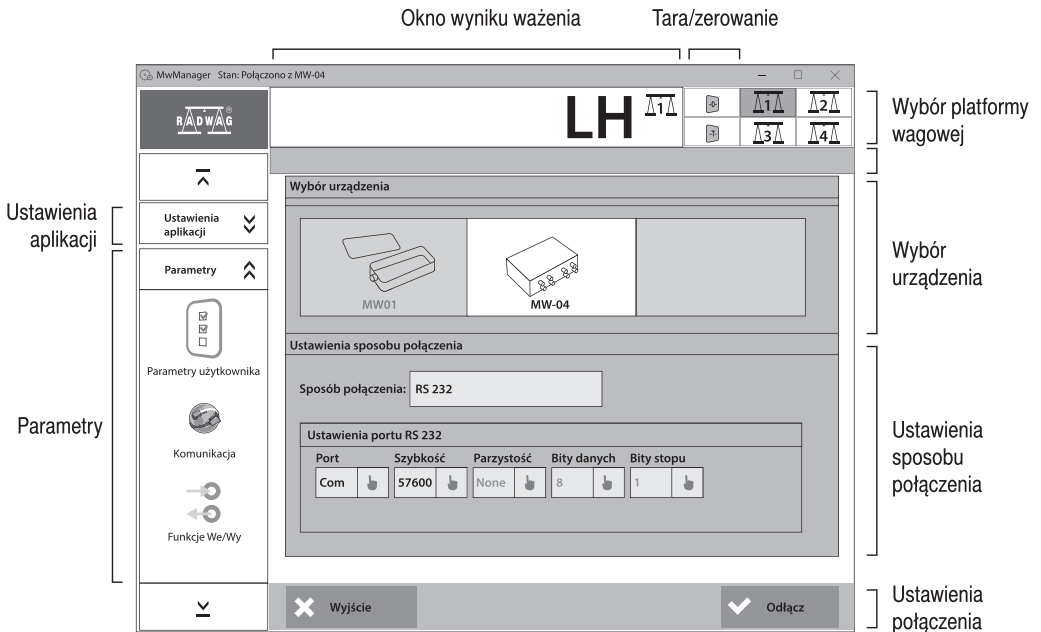 Okno wyniku ważenia
Tara/zerowanie
MwManager Stan: Połączono z MW-04
RADWAG®
LH
1
-0-
1
2
-T-
3
4
Wybór platformy
wagowej
Ustawienia
aplikacji
Ustawienia
aplikacji
Parametry
Parametry
Parametry użytkownika
Komunikacja
Funkcje We/Wy
Wybór urządzenia
MW01
MW-04
Wybór
urządzenia
Ustawienia sposobu połączenia
Sposób połączenia: RS 232
Ustawienia portu RS 232
Port Szybkość Parzystość Bity danych Bity stopu
Com 57600 None 8 1
Ustawienia
sposobu
połączenia
Wyjście
Odłącz
Ustawienia
połączenia